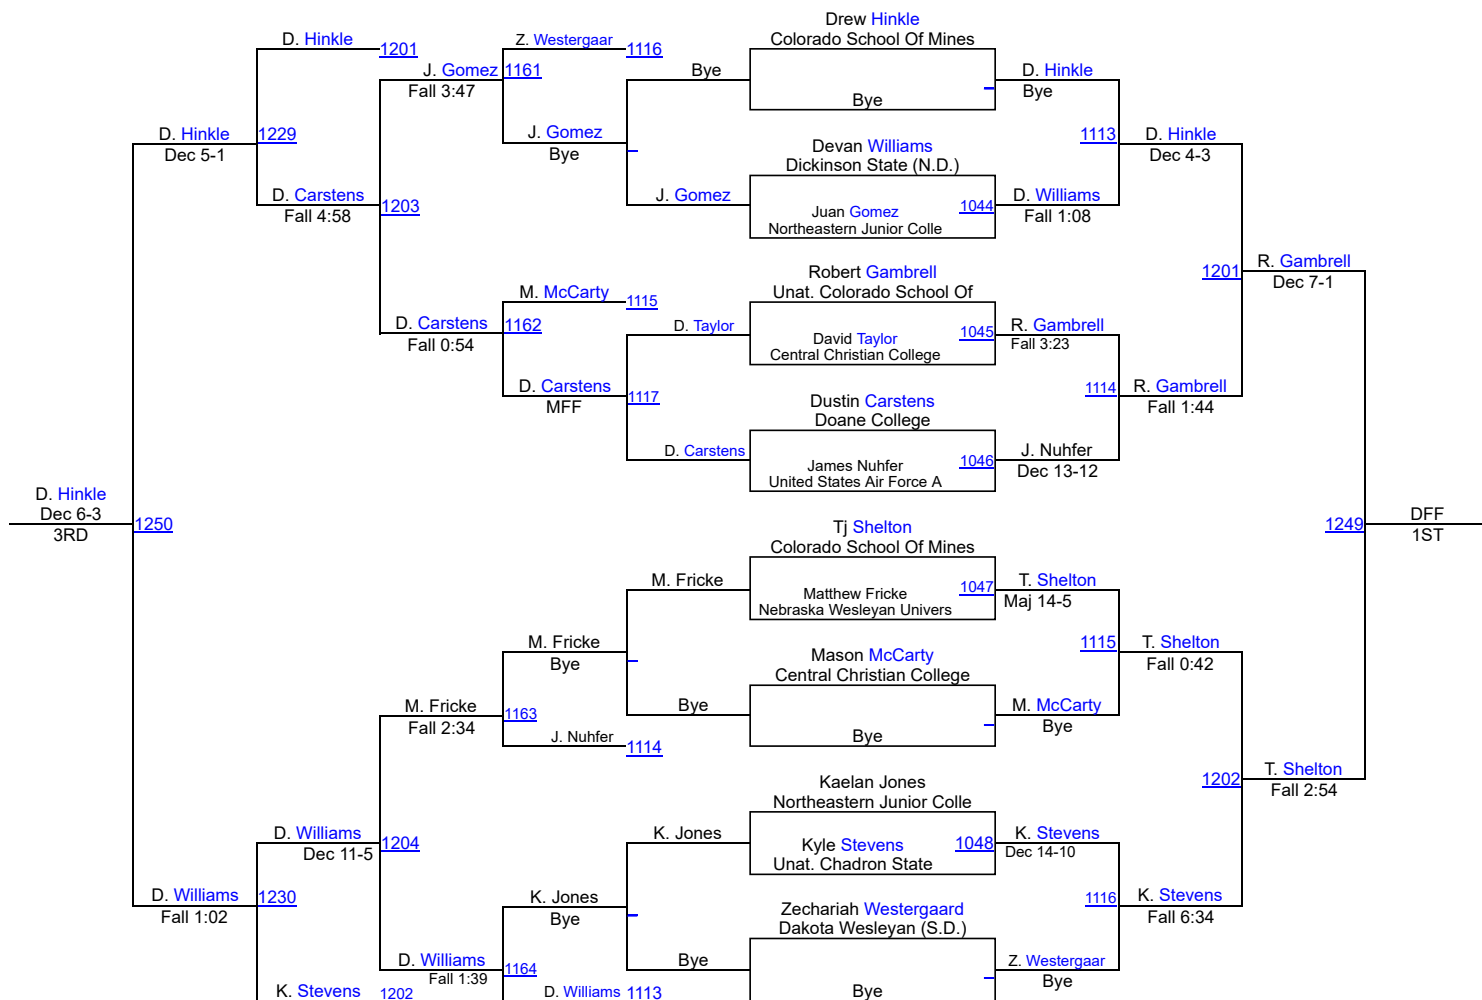 Drew Hinkle
Colorado School Of Mines
D. Hinkle
1201
Z. Westergaar
1116
J. Gomez 1161
Fall 3:47
Bye
Bye
D. Hinkle
Bye
D. Hinkle
Dec 5-1
1229
J. Gomez
Bye
Devan Williams
Dickinson State (N.D.)
1113
D. Hinkle
Dec 4-3
D. Carstens
Fall 4:58
1203
J. Gomez
Juan Gomez
Northeastern Junior Colle
1044
D. Williams
Fall 1:08
Robert Gambrell
Unat. Colorado School Of
1201
R. Gambrell
Dec 7-1
M. McCarty
1115
D. Carstens
Fall 0:54
1162
D. Taylor
David Taylor
Central Christian College
1045
R. Gambrell
Fall 3:23
D. Carstens
MFF
1117
Dustin Carstens
Doane College
1114
R. Gambrell
Fall 1:44
D. Carstens
James Nuhfer
United States Air Force A
1046
J. Nuhfer
Dec 13-12
D. Hinkle
Dec 6-3
3RD
1250
Tj Shelton
Colorado School Of Mines
1249
DFF
1ST
M. Fricke
Matthew Fricke
Nebraska Wesleyan Univers
1047
T. Shelton
Maj 14-5
M. Fricke
Bye
Mason McCarty
Central Christian College
1115
T. Shelton
Fall 0:42
M. Fricke
Fall 2:34
1163
J. Nuhfer
1114
Bye
Bye
M. McCarty
Bye
Kaelan Jones
Northeastern Junior Colle
1202
T. Shelton
Fall 2:54
D. Williams
Dec 11-5
1204
K. Jones
Kyle Stevens
Unat. Chadron State
1048
K. Stevens
Dec 14-10
D. Williams
Fall 1:02
1230
K. Jones
Bye
Zechariah Westergaard
Dakota Wesleyan (S.D.)
1116
K. Stevens
Fall 6:34
D. Williams
Fall 1:39
1164
Bye
Z. Westergaar
Bye
K. Stevens
1202
D. Williams
1113
Bye